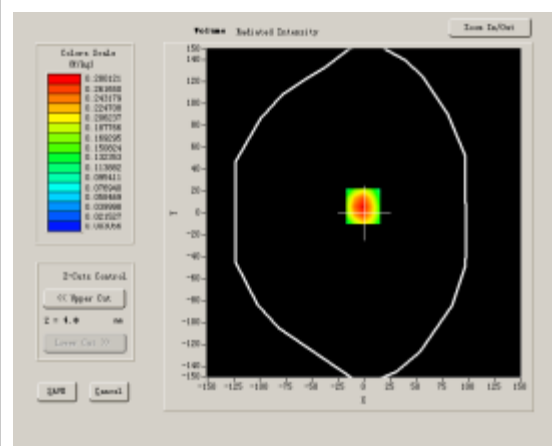 Volume Radiated Intensity
Zoom In/Out
Colors Scale
(W/kg)
0.280121
0.261650
0.243179
0.224708
0.206237
0.187766
0.169295
0.150824
0.132353
0.113882
0.095411
0.076940
0.058469
0.039998
0.021527
0.003056
Z-Cuts Control
<< Upper Cut
Z = 4.0 mm
Lower Cut >>
SAVE
Cancel
150
140
120
100
80
60
40
20
0
-20
-40
-60
-80
-100
-120
-140
-150
Y
-150 -125 -100 -75 -50 -25 0 25 50 75 100 125 150
X